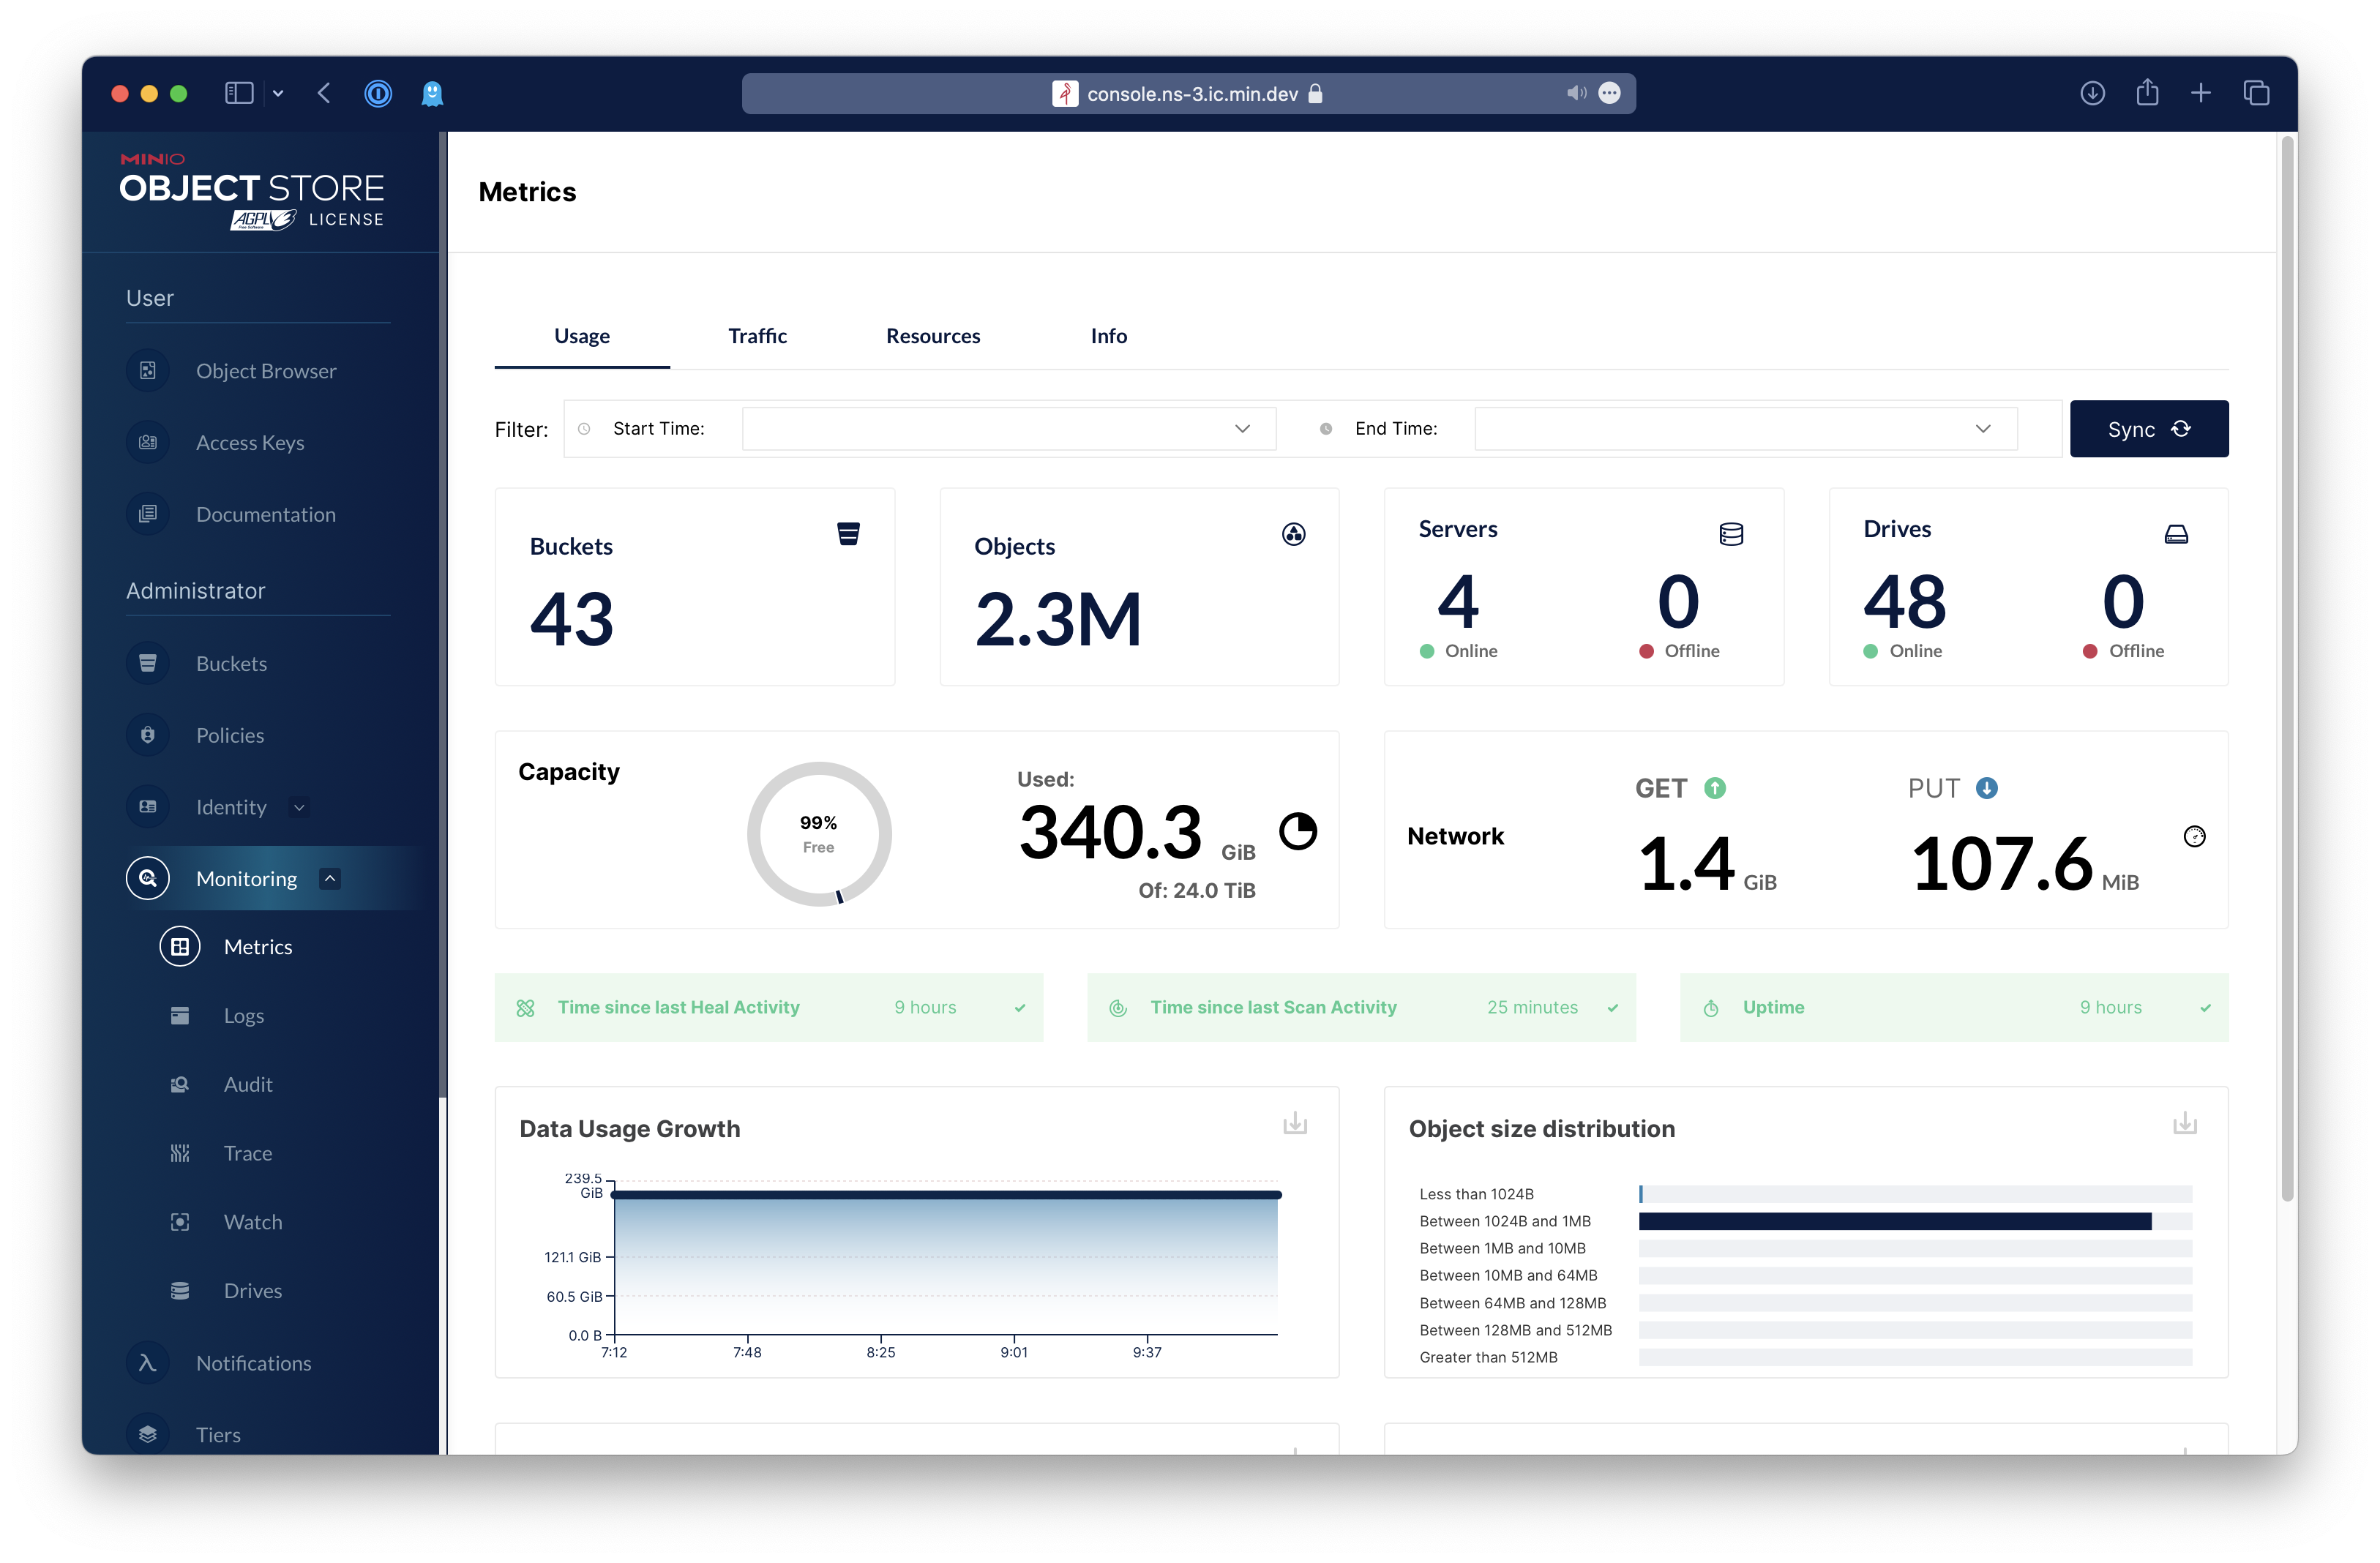 console.ns-3.ic.min.dev
MINIO
OBJECT STORE
AGPL v3 LICENSE
Free Software
Metrics
User
Object Browser
Access Keys
Documentation
Administrator
Buckets
Policies
Identity
Monitoring
Metrics
Logs
Audit
Trace
Watch
Drives
Notifications
Tiers
Usage Traffic Resources Info
Filter: Start Time: End Time: Sync
Buckets
43
Objects
2.3M
Servers
4 0
Online Offline
Drives
48 0
Online Offline
Capacity
99%
Free
Used:
340.3 GiB
Of: 24.0 TiB
Network
GET PUT
1.4 GiB 107.6 MiB
Time since last Heal Activity 9 hours
Time since last Scan Activity 25 minutes
Uptime 9 hours
Data Usage Growth
239.5
GiB
121.1 GiB
60.5 GiB
0.0 B
7:12 7:48 8:25 9:01 9:37
Object size distribution
Less than 1024B
Between 1024B and 1MB
Between 1MB and 10MB
Between 10MB and 64MB
Between 64MB and 128MB
Between 128MB and 512MB
Greater than 512MB